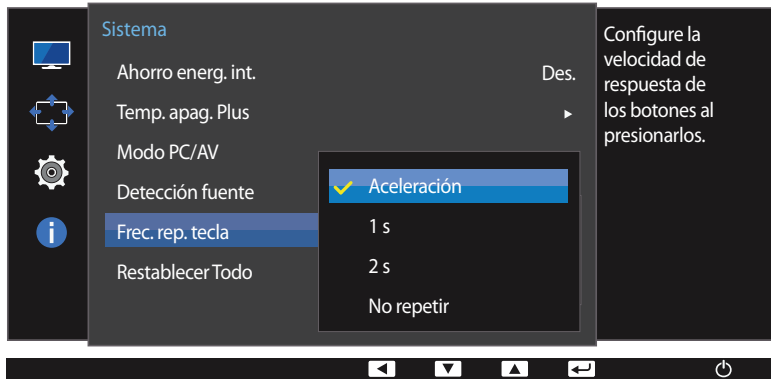 Sistema
Ahorro energ. int. Des.
Temp. apag. Plus
Modo PC/AV
Detección fuente
Frec. rep. tecla
Restablecer Todo
Aceleración
1 s
2 s
No repetir
Configure la
velocidad de
respuesta de
los botones al
presionarlos.